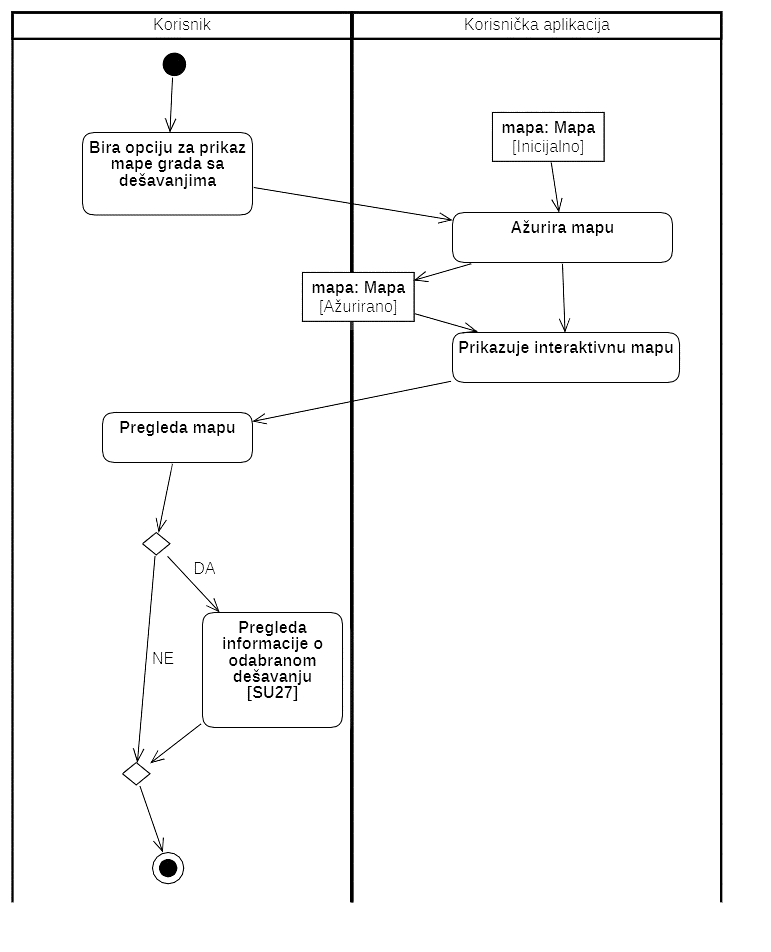 Korisnik
Korisnička aplikacija
Bira opciju za prikaz
mape grada sa
dešavanjima
mapa: Mapa
[Inicijalno]
Ažurira mapu
mapa: Mapa
[Ažurirano]
Prikazuje interaktivnu mapu
Pregleda mapu
DA
NE
Pregleda
informacije o
odabranom
dešavanju
[SU27]